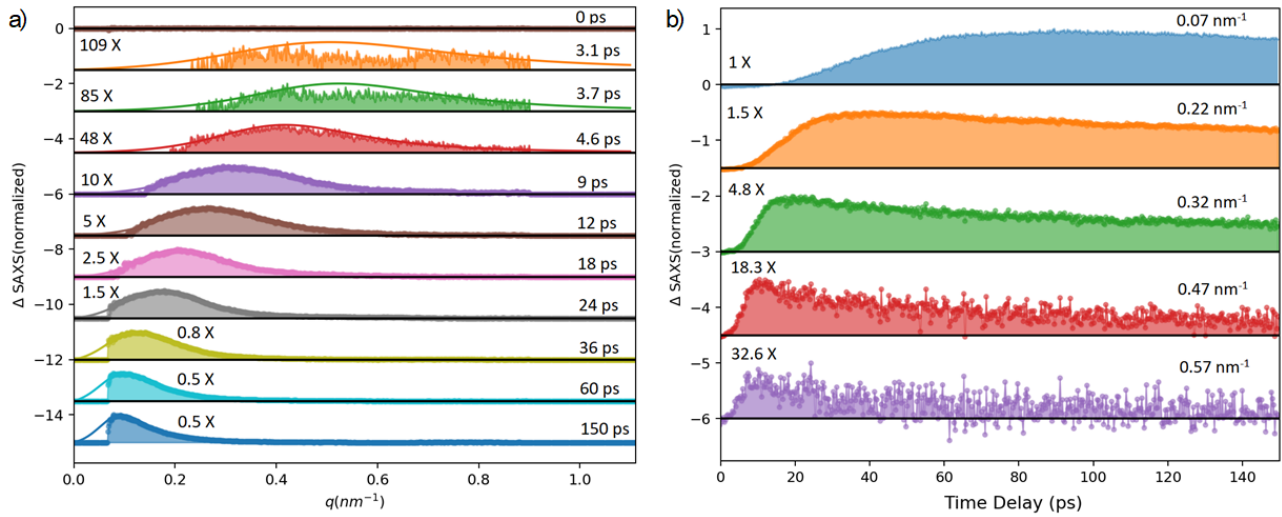 a)
Δ SAXS(normalized)
0
−2
−4
−6
−8
−10
−12
−14
0 ps
109 X
3.1 ps
85 X
3.7 ps
48 X
4.6 ps
10 X
9 ps
5 X
12 ps
2.5 X
18 ps
1.5 X
24 ps
0.8 X
36 ps
0.5 X
60 ps
0.5 X
150 ps
0.0 0.2 0.4 0.6 0.8 1.0
q(nm⁻¹)
b)
Δ SAXS(normalized)
1
0
−1
−2
−3
−4
−5
−6
0.07 nm⁻¹
1 X
1.5 X
0.22 nm⁻¹
4.8 X
0.32 nm⁻¹
18.3 X
0.47 nm⁻¹
32.6 X
0.57 nm⁻¹
0 20 40 60 80 100 120 140
Time Delay (ps)